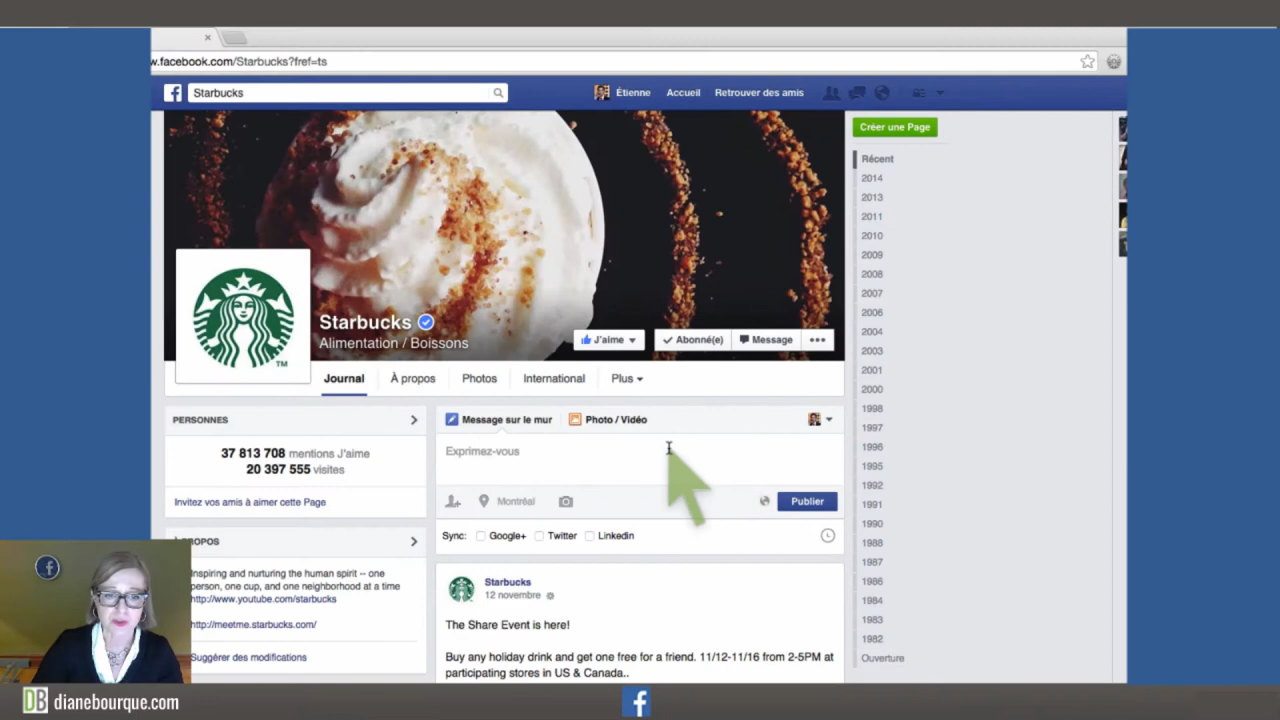 w.facebook.com/Starbucks?fref=ts
Starbucks
Étienne Accueil Retrouver des amis
Créer une Page
Récent
2014
2013
2011
2010
2009
2008
2007
2006
2004
2003
2001
2000
1998
1997
1996
1995
1992
1991
1990
1988
1987
1986
1984
1983
1982
Ouverture
Starbucks
Alimentation / Boissons
J'aime Abonné(e) Message
TM
Journal À propos Photos International Plus
PERSONNES
37 813 708 mentions J'aime
20 397 555 visites
Invitez vos amis à aimer cette Page
Message sur le mur Photo / Vidéo
Exprimez-vous
Montréal
Publier
Sync: Google+ Twitter Linkedin
À PROPOS
Inspiring and nurturing the human spirit -- one
person, one cup, and one neighborhood at a time
http://www.youtube.com/starbucks
http://meetme.starbucks.com/
Suggérer des modifications
Starbucks
12 novembre
The Share Event is here!
Buy any holiday drink and get one free for a friend. 11/12-11/16 from 2-5PM at
participating stores in US & Canada..
DB dianebourque.com